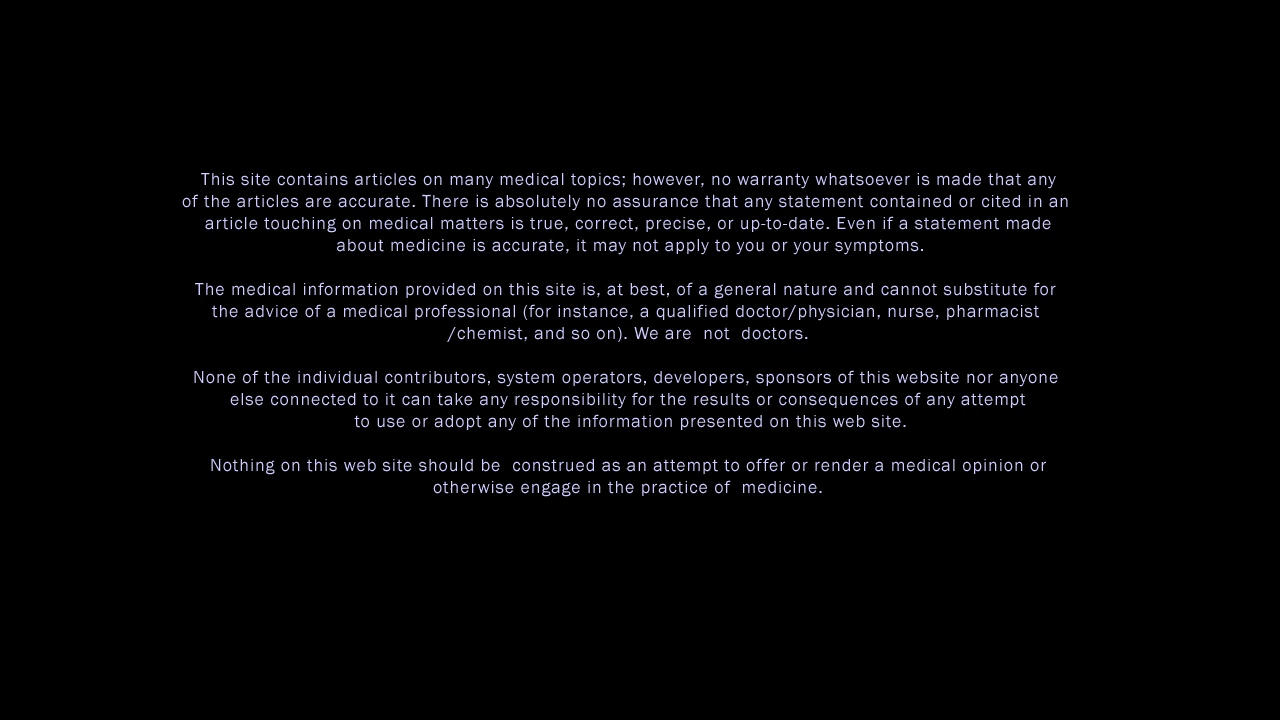 This site contains articles on many medical topics; however, no warranty whatsoever is made that any
of the articles are accurate. There is absolutely no assurance that any statement contained or cited in an
article touching on medical matters is true, correct, precise, or up-to-date. Even if a statement made
about medicine is accurate, it may not apply to you or your symptoms.
The medical information provided on this site is, at best, of a general nature and cannot substitute for
the advice of a medical professional (for instance, a qualified doctor/physician, nurse, pharmacist
/chemist, and so on). We are  not  doctors.
None of the individual contributors, system operators, developers, sponsors of this website nor anyone
else connected to it can take any responsibility for the results or consequences of any attempt
to use or adopt any of the information presented on this web site.
Nothing on this web site should be  construed as an attempt to offer or render a medical opinion or
otherwise engage in the practice of  medicine.